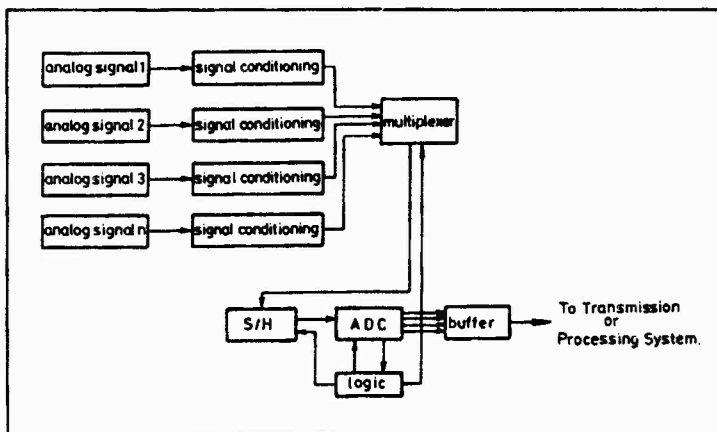 analog signal 1
signal conditioning
analog signal 2
signal conditioning
multiplexer
analog signal 3
signal conditioning
analog signal n
signal conditioning
S/H
ADC
buffer
To Transmission
or
Processing System.
logic